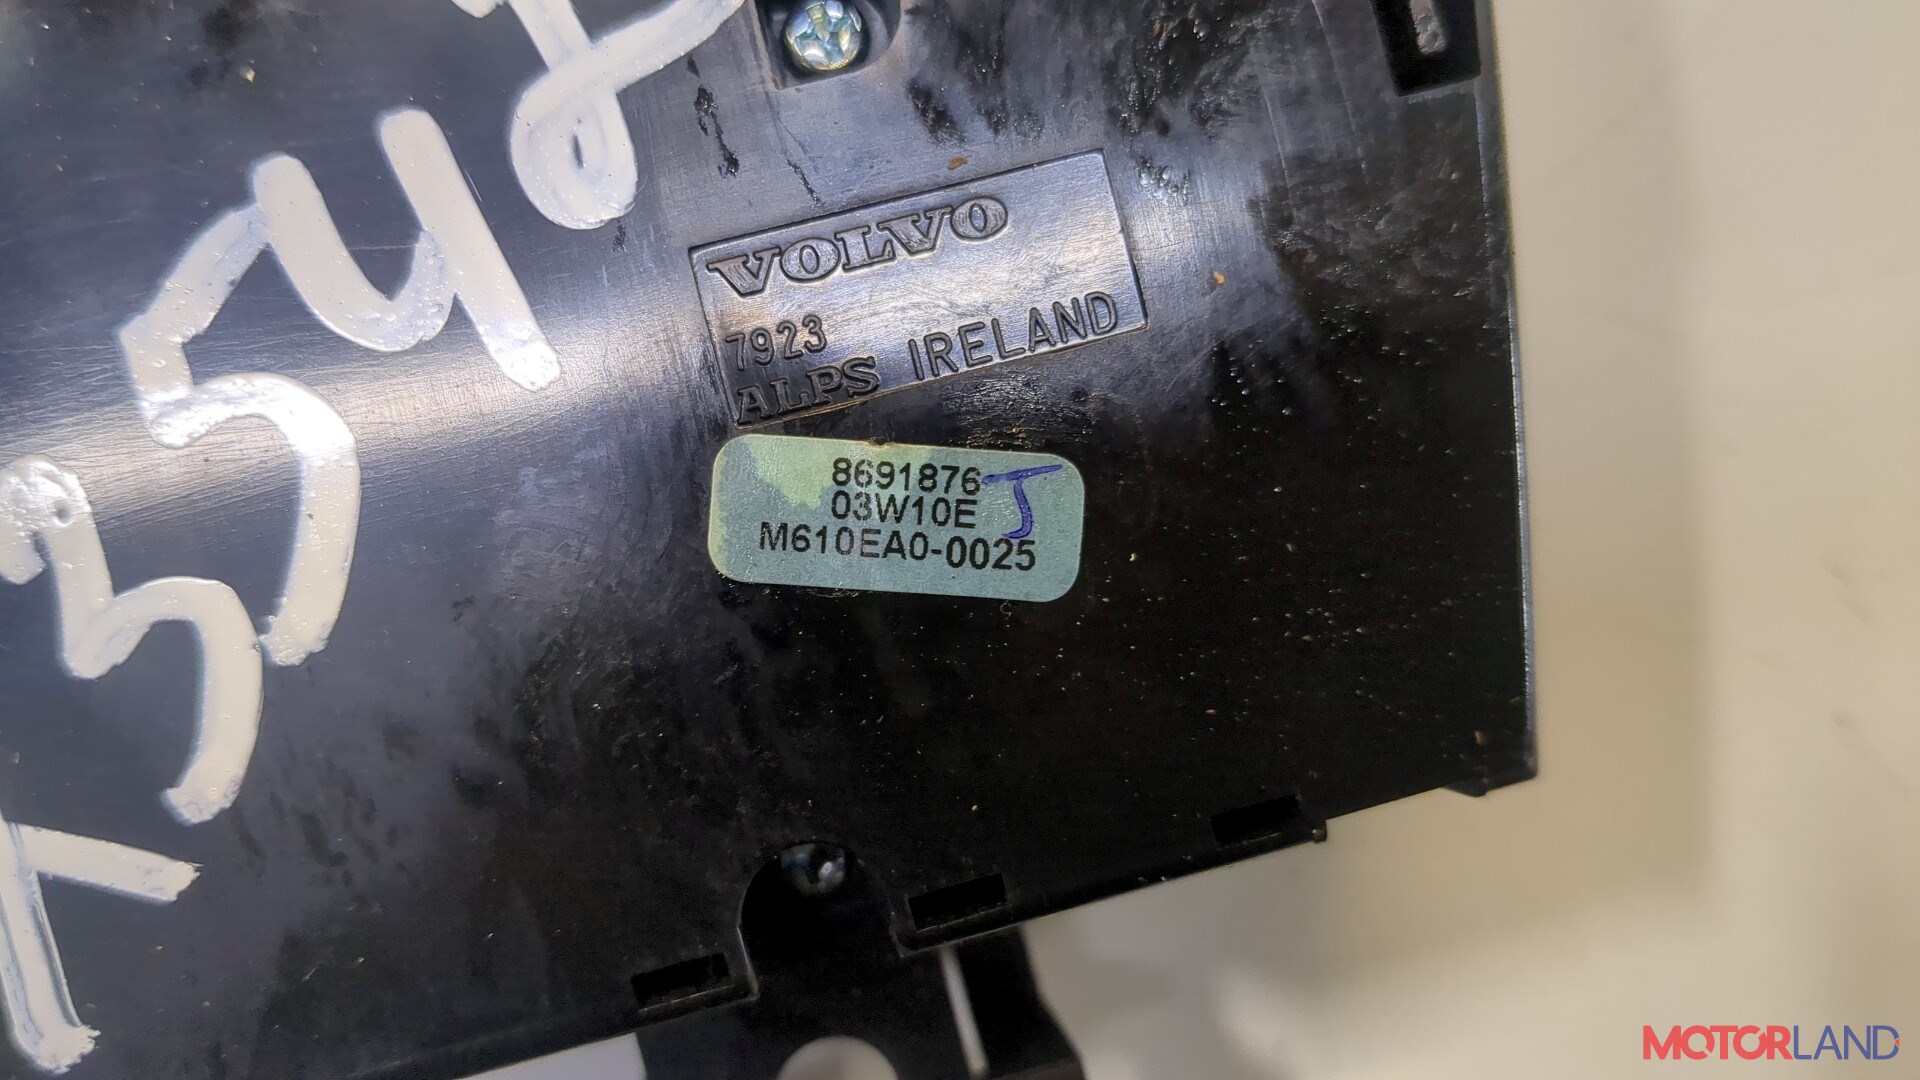 VOLVO
7923
ALPS IRELAND
8691876 J
03W10E
M610EA0-0025
MOTORLAND